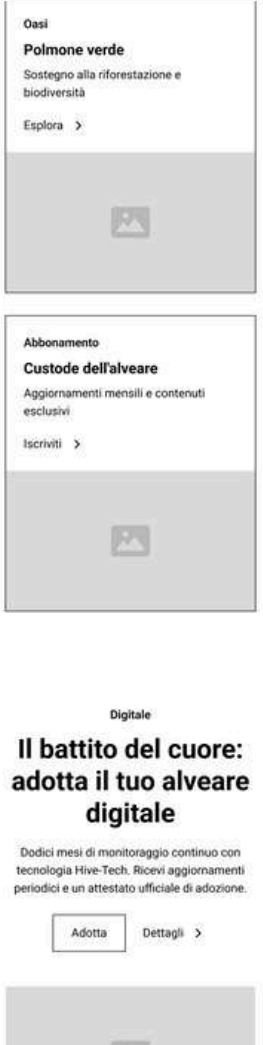 Oasi
Polmone verde
Sostegno alla riforestazione e
biodiversità
Esplora
Abbonamento
Custode dell'alveare
Aggiornamenti mensili e contenuti
esclusivi
Iscriviti
Digitale
Il battito del cuore:
adotta il tuo alveare
digitale
Dodici mesi di monitoraggio continuo con
tecnologia Hive-Tech. Ricevi aggiornamenti
periodici e un attestato ufficiale di adozione.
Adotta Dettagli